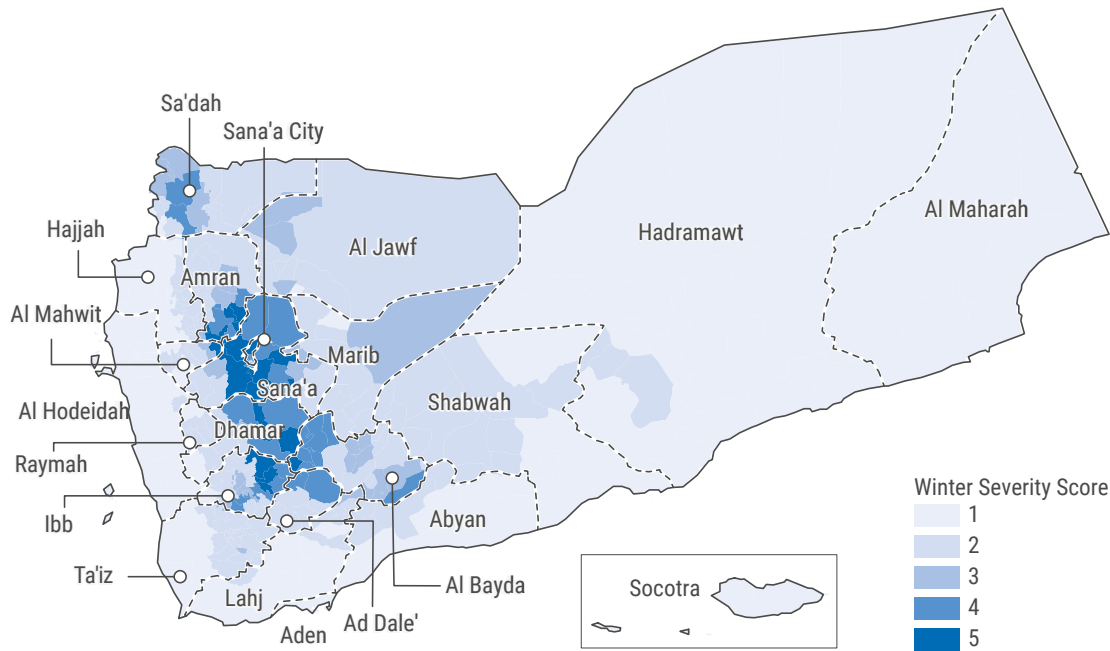 Sa'dah
Sana'a City
Hajjah
Al Jawf
Hadramawt
Al Maharah
Amran
Al Mahwit
Marib
Sana'a
Shabwah
Al Hodeidah
Dhamar
Raymah
Ibb
Abyan
Ta'iz
Lahj
Al Bayda
Ad Dale'
Aden
Socotra
Winter Severity Score
1
2
3
4
5